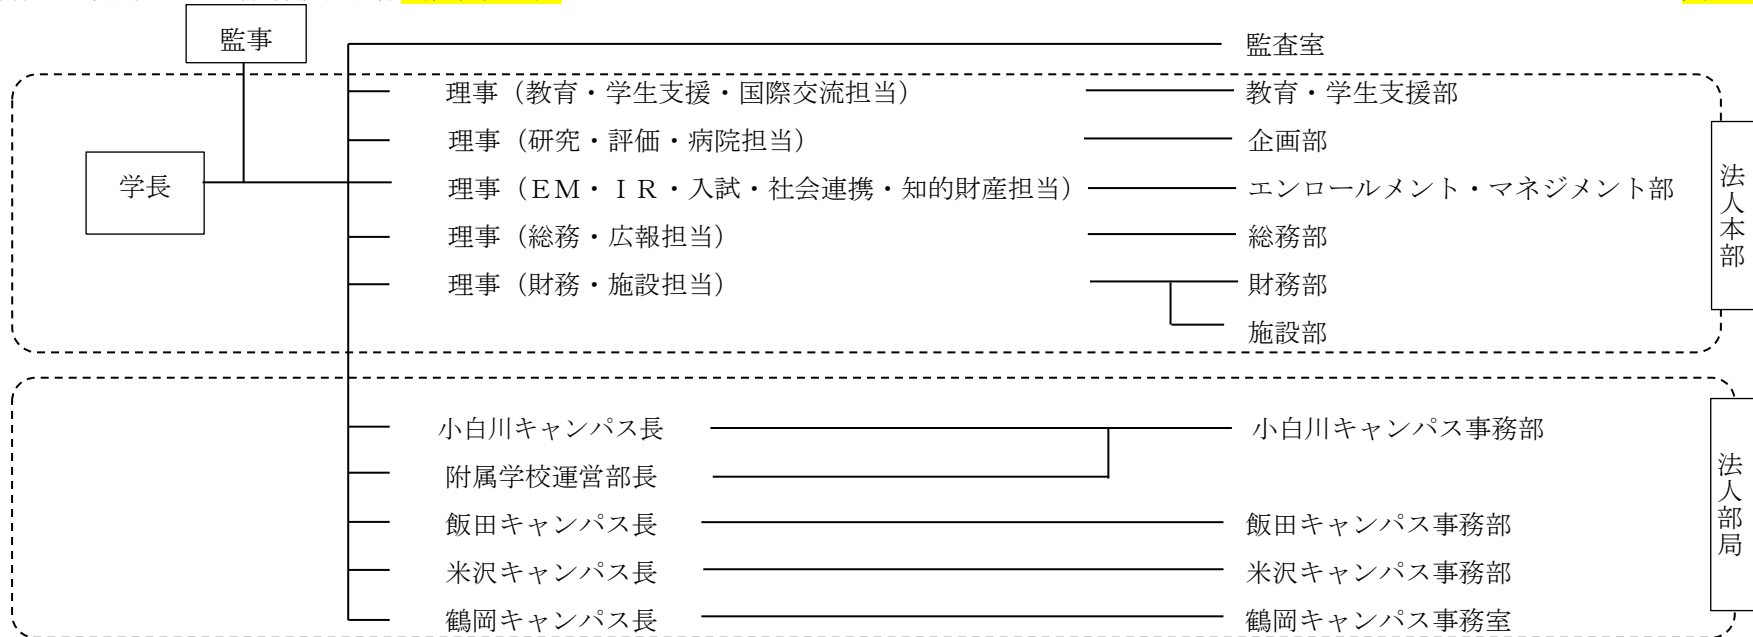 監事
監査室
理事（教育・学生支援・国際交流担当） 教育・学生支援部
理事（研究・評価・病院担当） 企画部
学長 理事（ＥＭ・ＩＲ・入試・社会連携・知的財産担当） エンロールメント・マネジメント部
理事（総務・広報担当） 総務部
理事（財務・施設担当） 財務部
施設部
法人本部
小白川キャンパス長 小白川キャンパス事務部
附属学校運営部長
飯田キャンパス長 飯田キャンパス事務部
米沢キャンパス長 米沢キャンパス事務部
鶴岡キャンパス長 鶴岡キャンパス事務室
法人部局